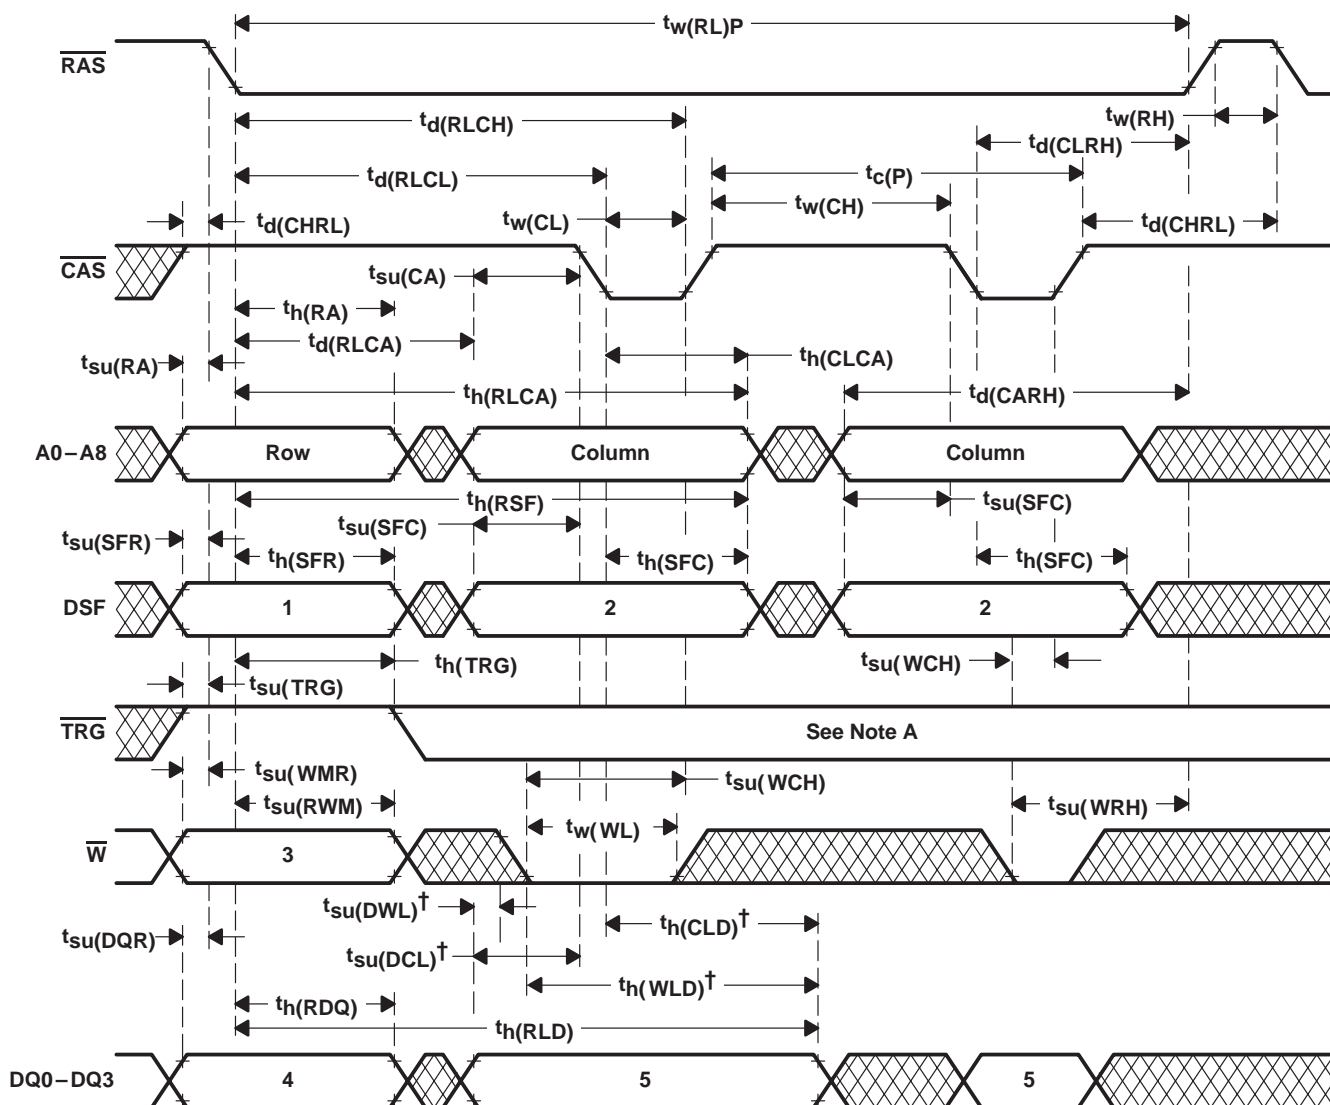 tw(RL)P
RAS
td(RLCH)
tw(RH)
td(CLRH)
td(RLCL)
tc(P)
tw(CL)
tw(CH)
td(CHRL)
td(CHRL)
CAS
tsu(CA)
th(RA)
td(RLCA)
tsu(RA)
th(CLCA)
th(RLCA)
td(CARH)
A0–A8
Row
Column
Column
th(RSF)
tsu(SFC)
tsu(SFC)
tsu(SFR)
th(SFR)
th(SFC)
th(SFC)
DSF
1
2
2
th(TRG)
tsu(WCH)
tsu(TRG)
TRG
See Note A
tsu(WMR)
tsu(WCH)
tsu(RWM)
tsu(WRH)
tw(WL)
W
3
tsu(DWL)†
th(CLD)†
tsu(DQR)
tsu(DCL)†
th(WLD)†
th(RDQ)
th(RLD)
DQ0–DQ3
4
5
5